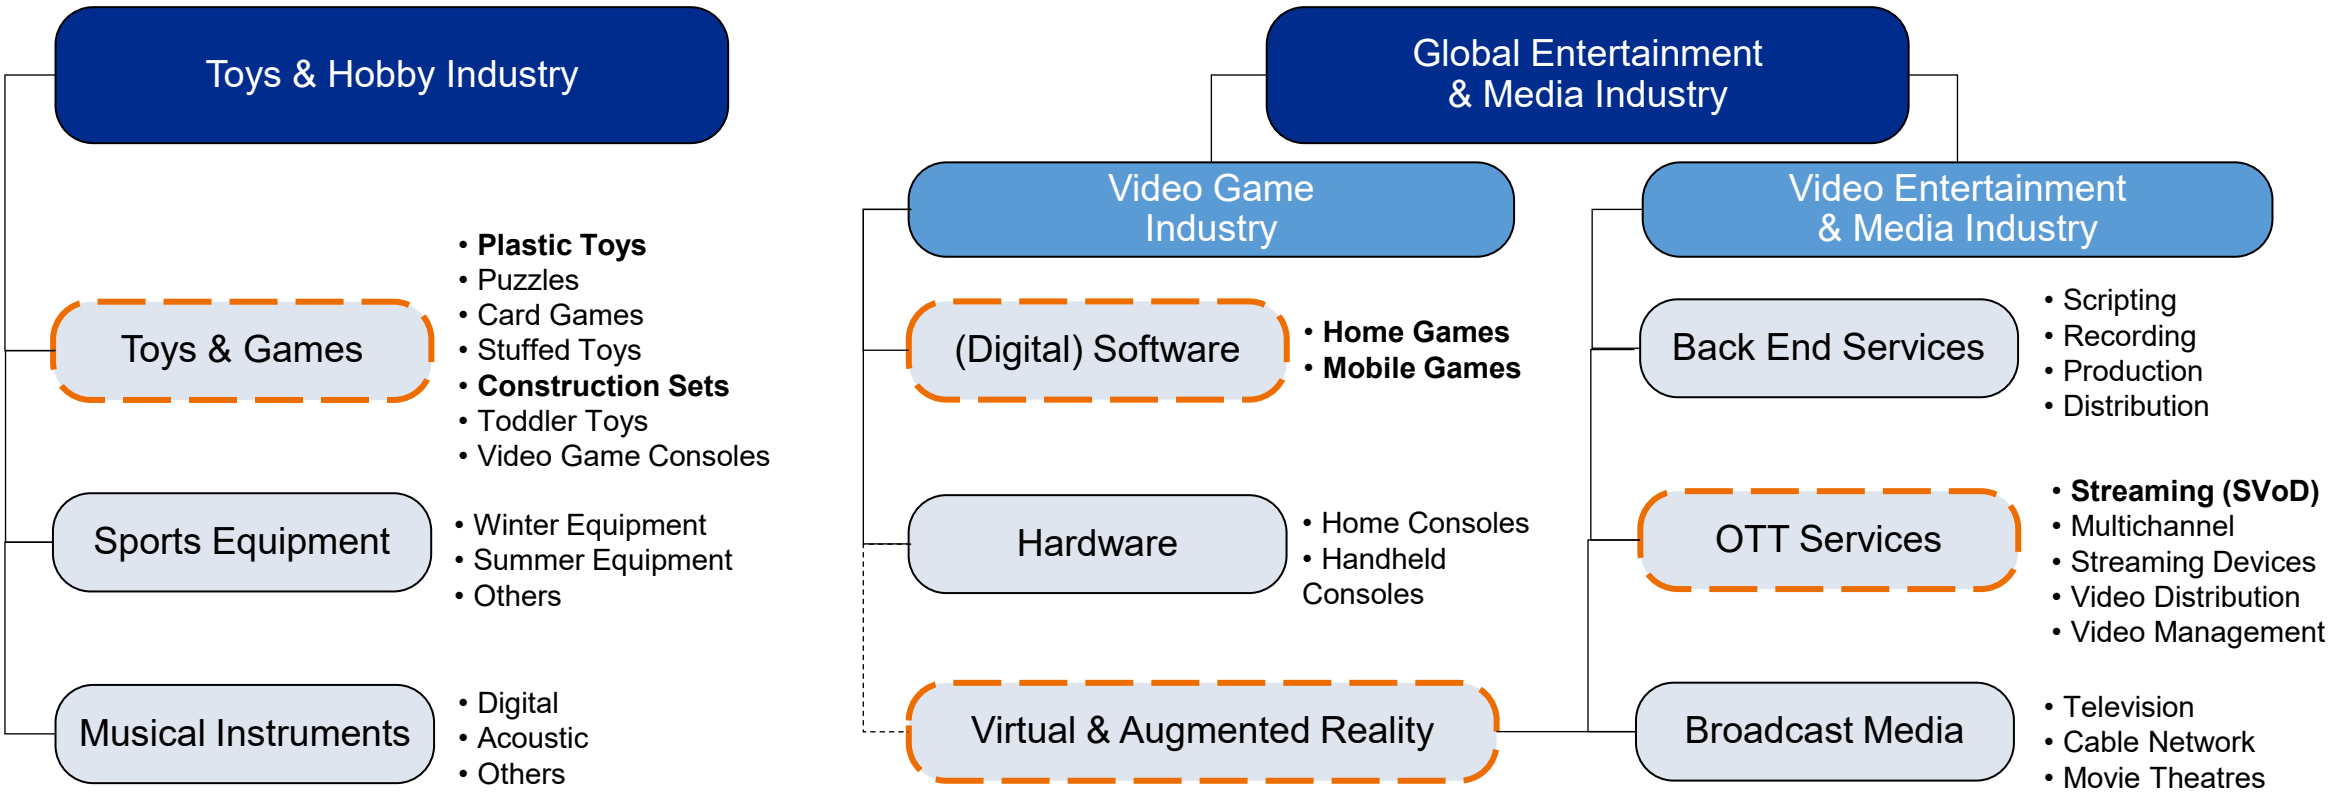 Toys & Hobby Industry
• Plastic Toys
• Puzzles
• Card Games
• Stuffed Toys
• Construction Sets
• Toddler Toys
• Video Game Consoles
Toys & Games
Sports Equipment
• Winter Equipment
• Summer Equipment
• Others
Musical Instruments
• Digital
• Acoustic
• Others
Global Entertainment
& Media Industry
Video Game
Industry
(Digital) Software
• Home Games
• Mobile Games
Hardware
• Home Consoles
• Handheld
Consoles
Virtual & Augmented Reality
Video Entertainment
& Media Industry
Back End Services
• Scripting
• Recording
• Production
• Distribution
OTT Services
• Streaming (SVoD)
• Multichannel
• Streaming Devices
• Video Distribution
• Video Management
Broadcast Media
• Television
• Cable Network
• Movie Theatres